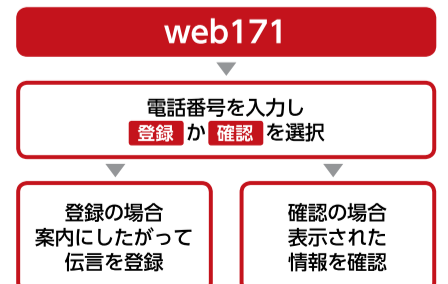 web171
電話番号を入力し
登録 か 確認 を選択
登録の場合
案内にしたがって
伝言を登録
確認の場合
表示された
情報を確認